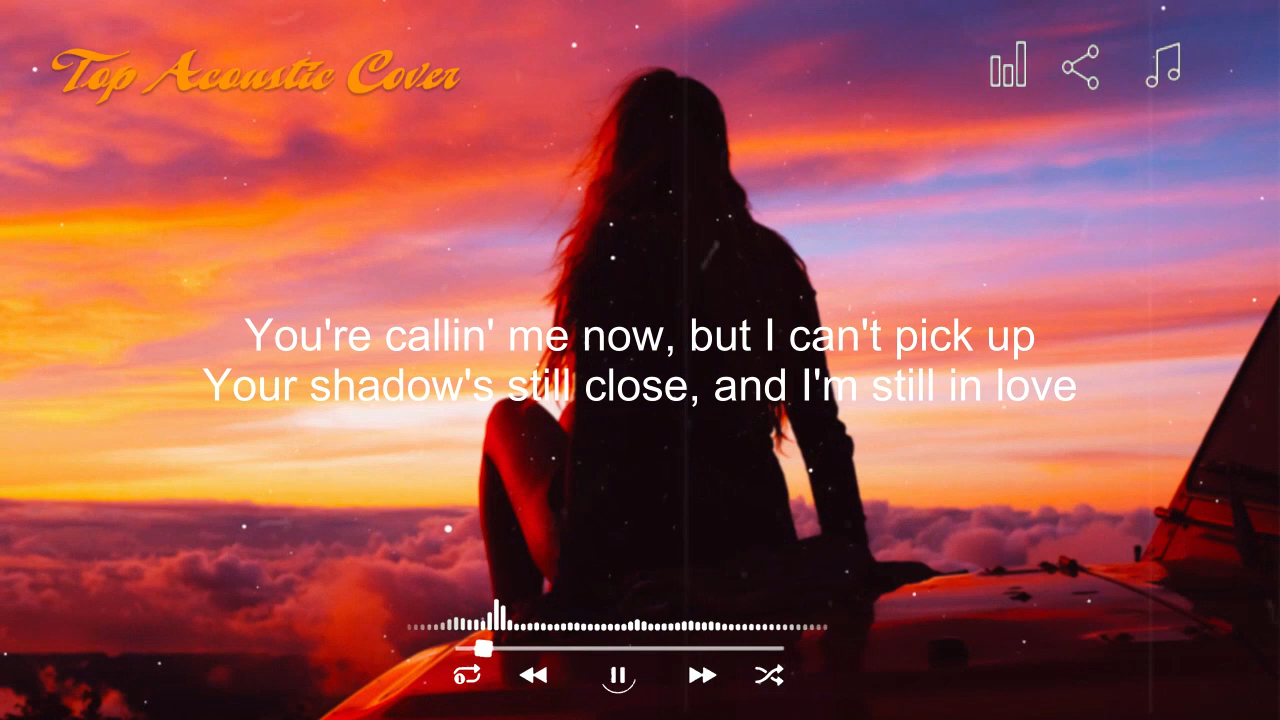 Top Acoustic Cover
You're callin' me now, but I can't pick up
Your shadow's still close, and I'm still in love
1